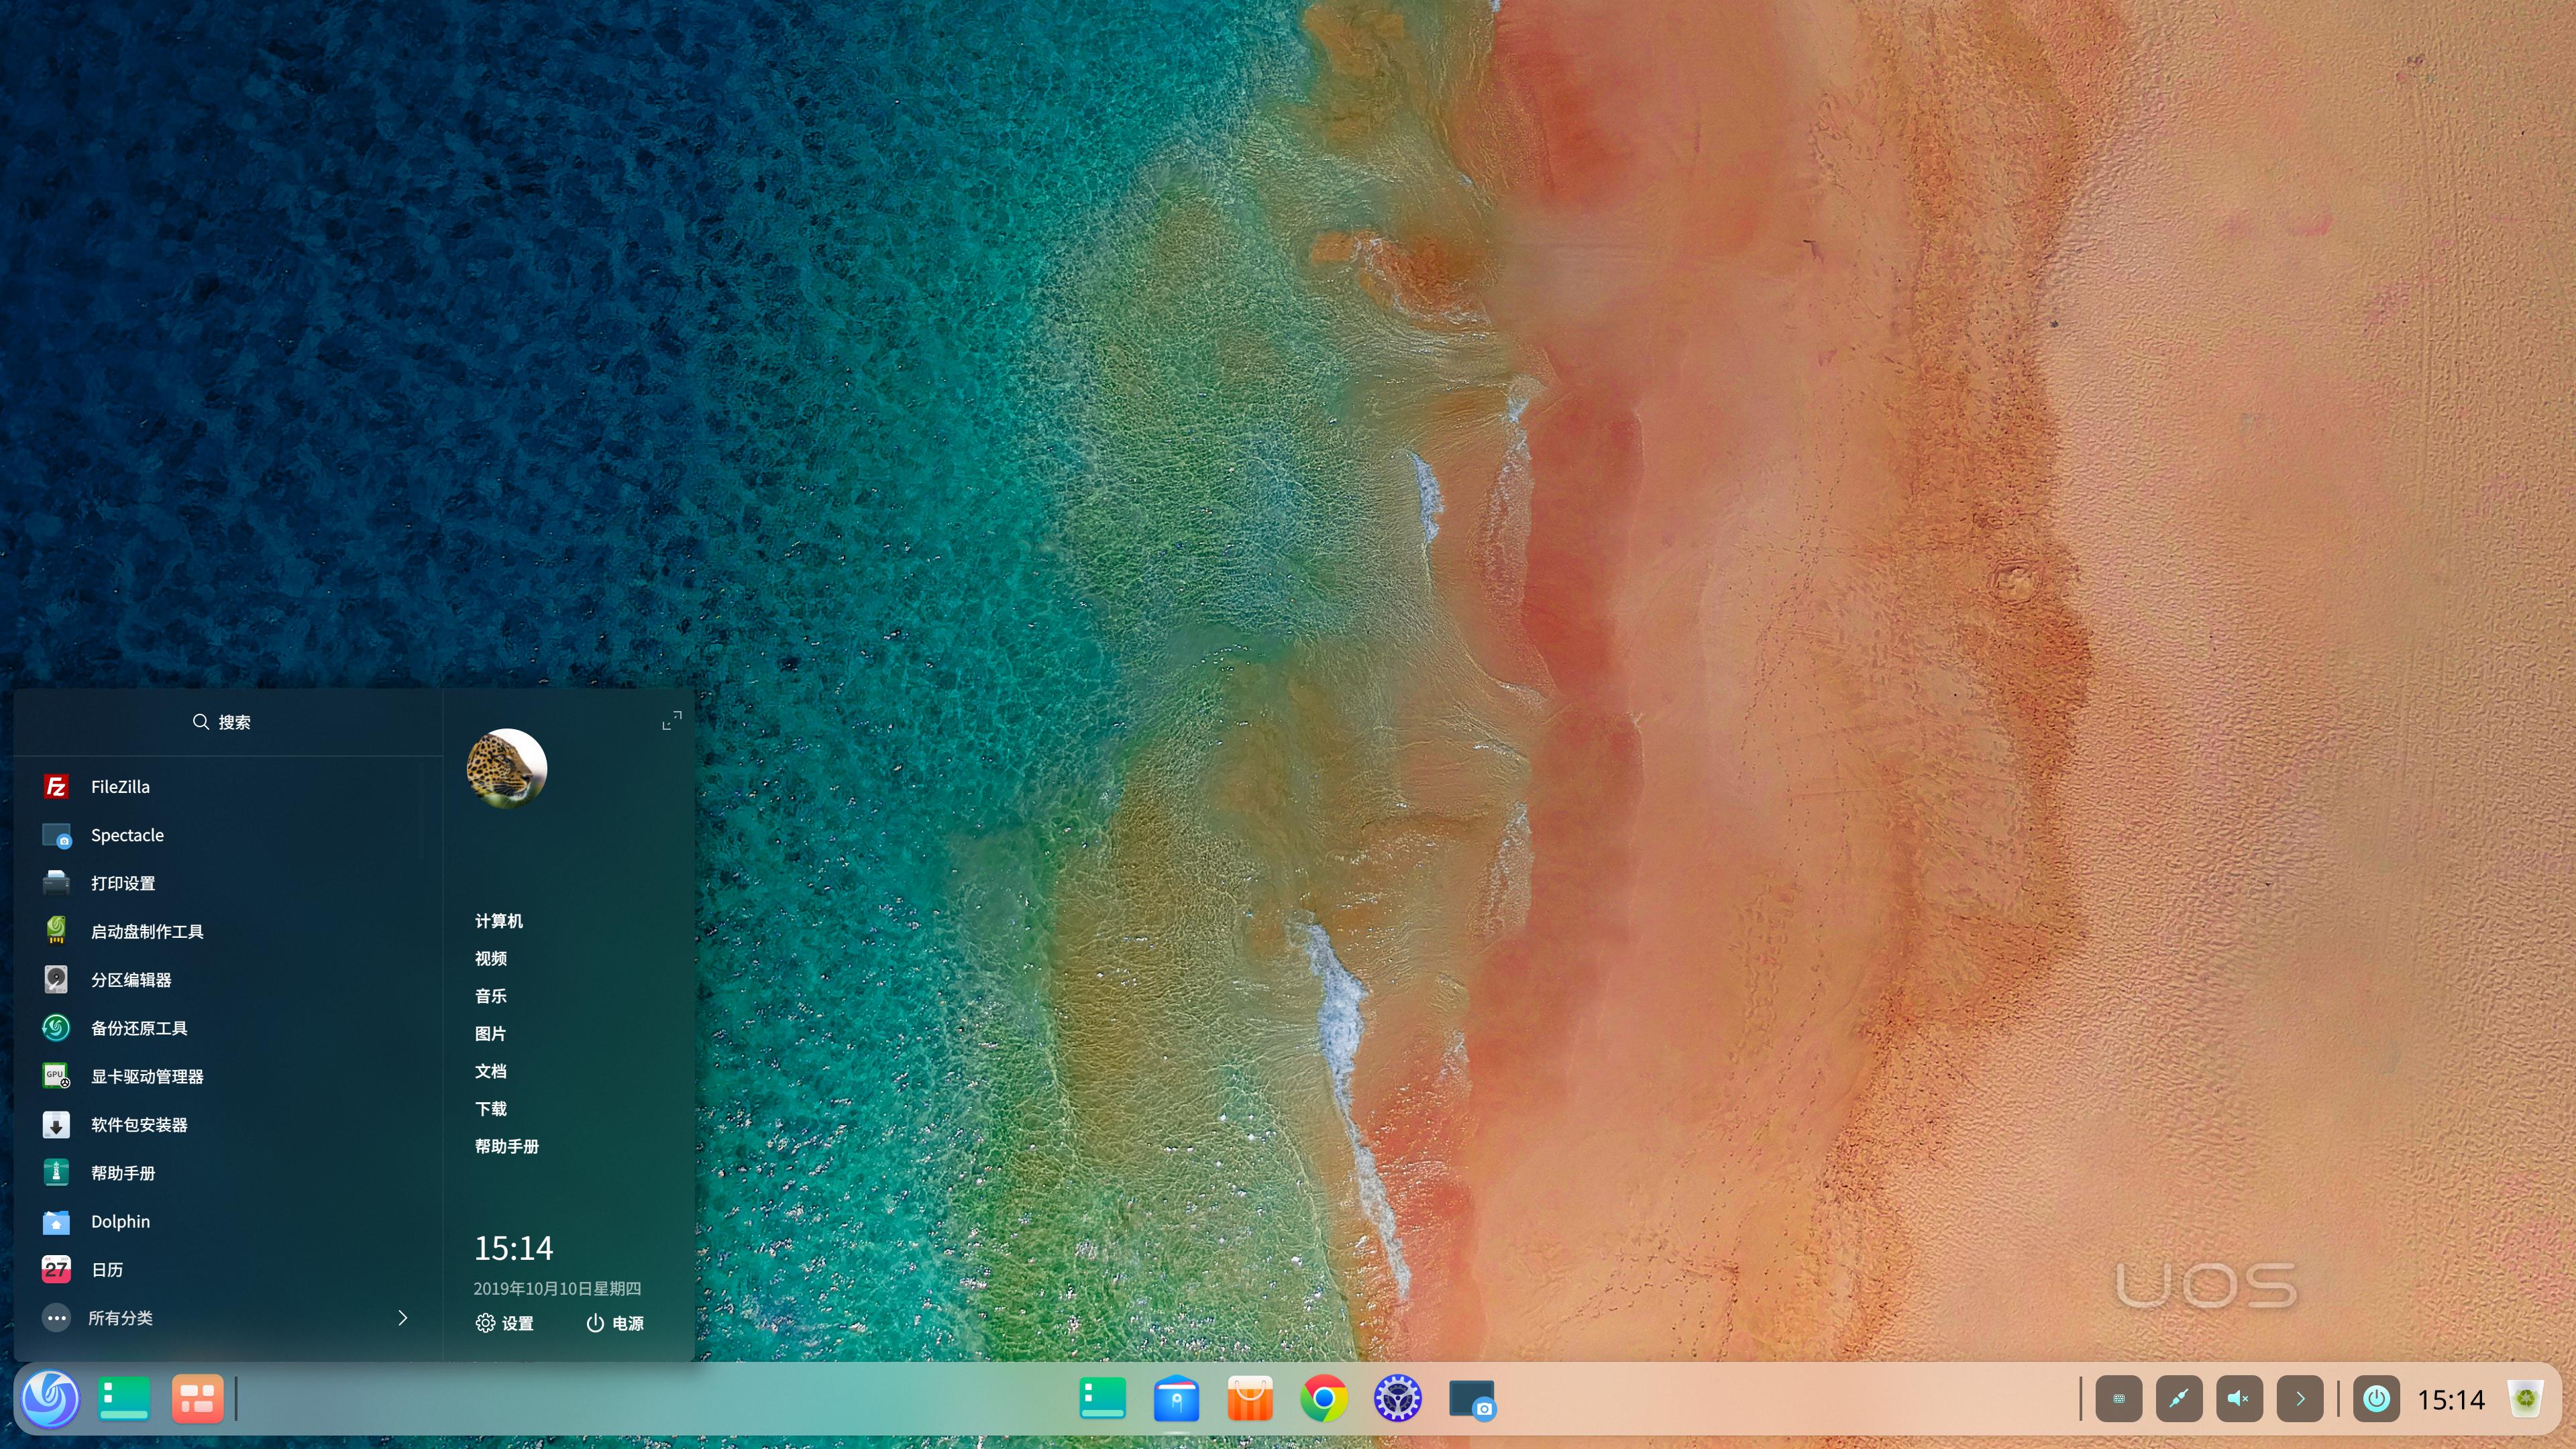 搜索
FileZilla
Spectacle
打印设置
启动盘制作工具
分区编辑器
备份还原工具
GPU
显卡驱动管理器
软件包安装器
帮助手册
Dolphin
27
日历
所有分类
计算机
视频
音乐
图片
文档
下载
帮助手册
15:14
2019年10月10日星期四
设置
电源
UOS
15:14